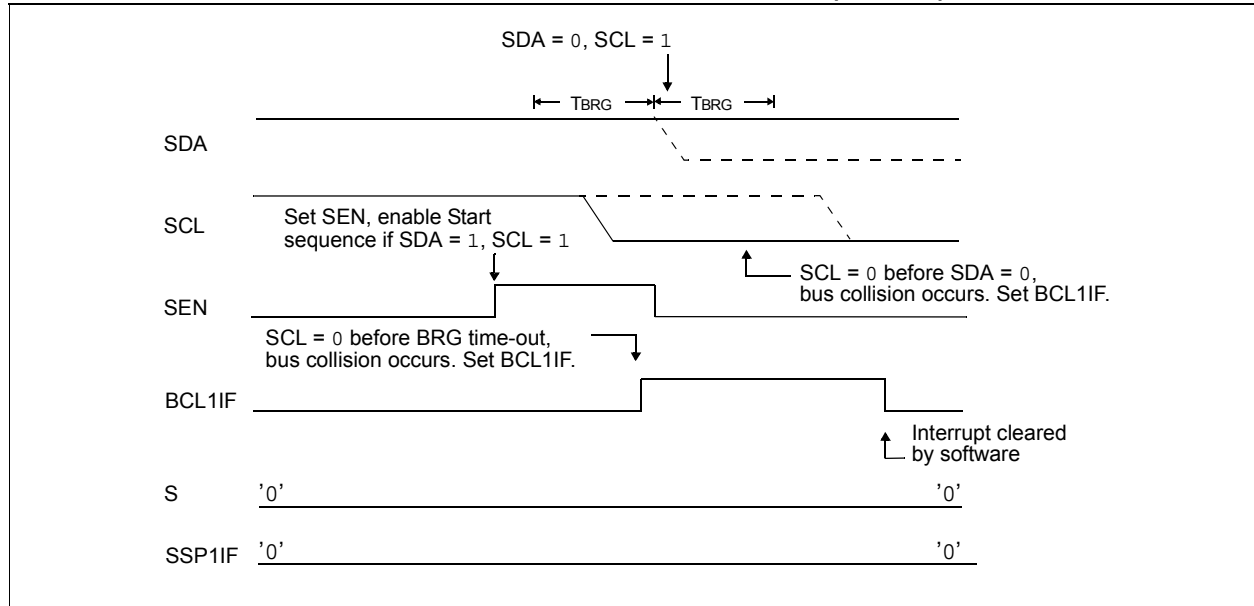 SDA = 0, SCL = 1
TBRG TBRG
SDA
SCL
Set SEN, enable Start
sequence if SDA = 1, SCL = 1
SCL = 0 before SDA = 0,
bus collision occurs. Set BCL1IF.
SEN
SCL = 0 before BRG time-out,
bus collision occurs. Set BCL1IF.
BCL1IF
Interrupt cleared
by software
S '0' '0'
SSP1IF '0' '0'